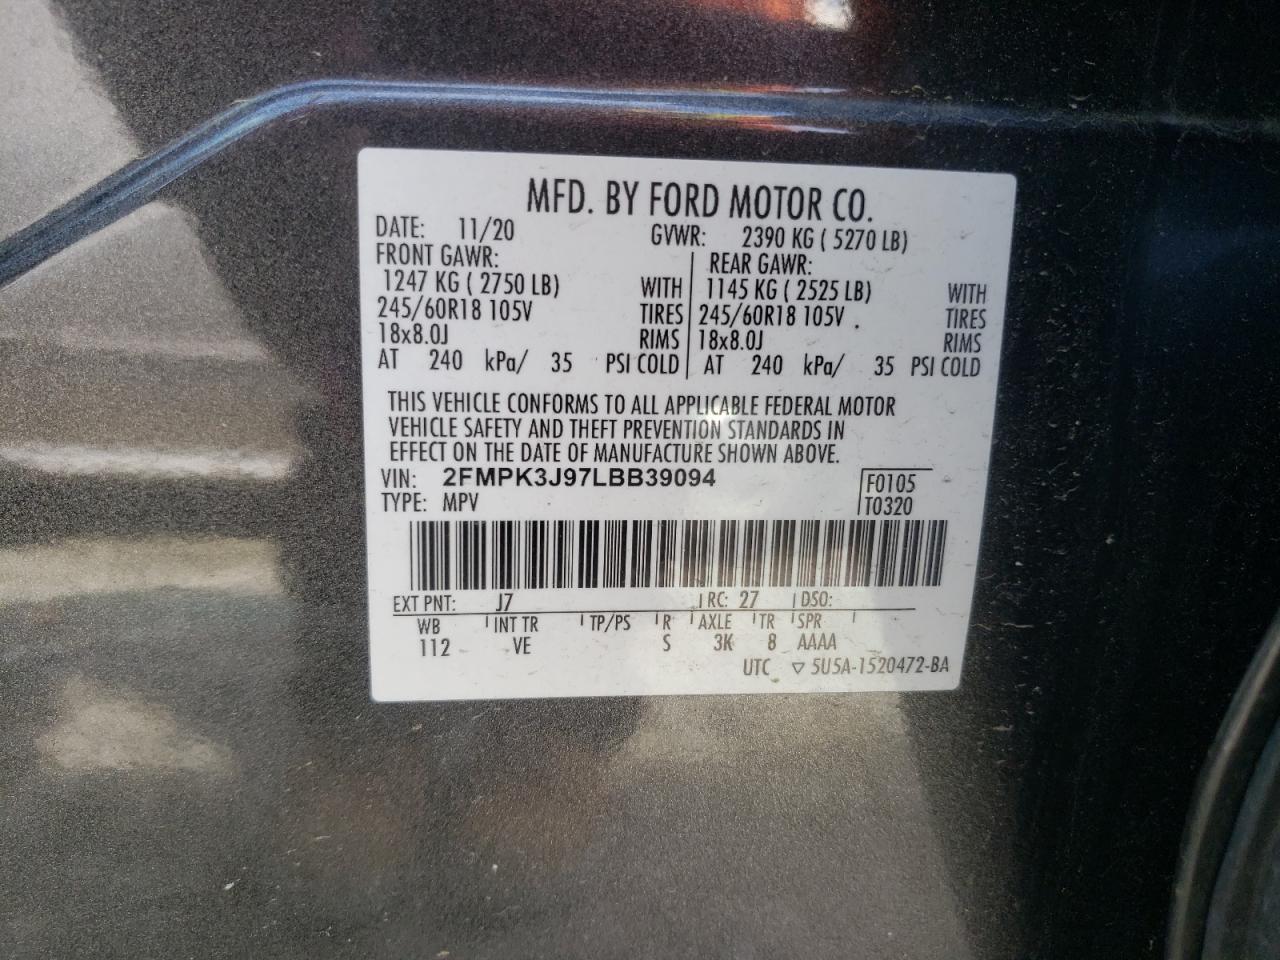 MFD. BY FORD MOTOR CO.
DATE: 11/20 GVWR: 2390 KG ( 5270 LB)
FRONT GAWR: REAR GAWR:
1247 KG ( 2750 LB) WITH 1145 KG ( 2525 LB) WITH
245/60R18 105V TIRES 245/60R18 105V . TIRES
18x8.0J RIMS 18x8.0J RIMS
AT 240 kPa/ 35 PSI COLD AT 240 kPa/ 35 PSI COLD
THIS VEHICLE CONFORMS TO ALL APPLICABLE FEDERAL MOTOR
VEHICLE SAFETY AND THEFT PREVENTION STANDARDS IN
EFFECT ON THE DATE OF MANUFACTURE SHOWN ABOVE.
VIN: 2FMPK3J97LBB39094 F0105
TYPE: MPV T0320
EXT PNT: J7 RC: 27 DSO:
WB INT TR TP/PS R AXLE TR SPR
112 VE S 3K 8 AAAA
UTC ▽ 5U5A-1520472-BA